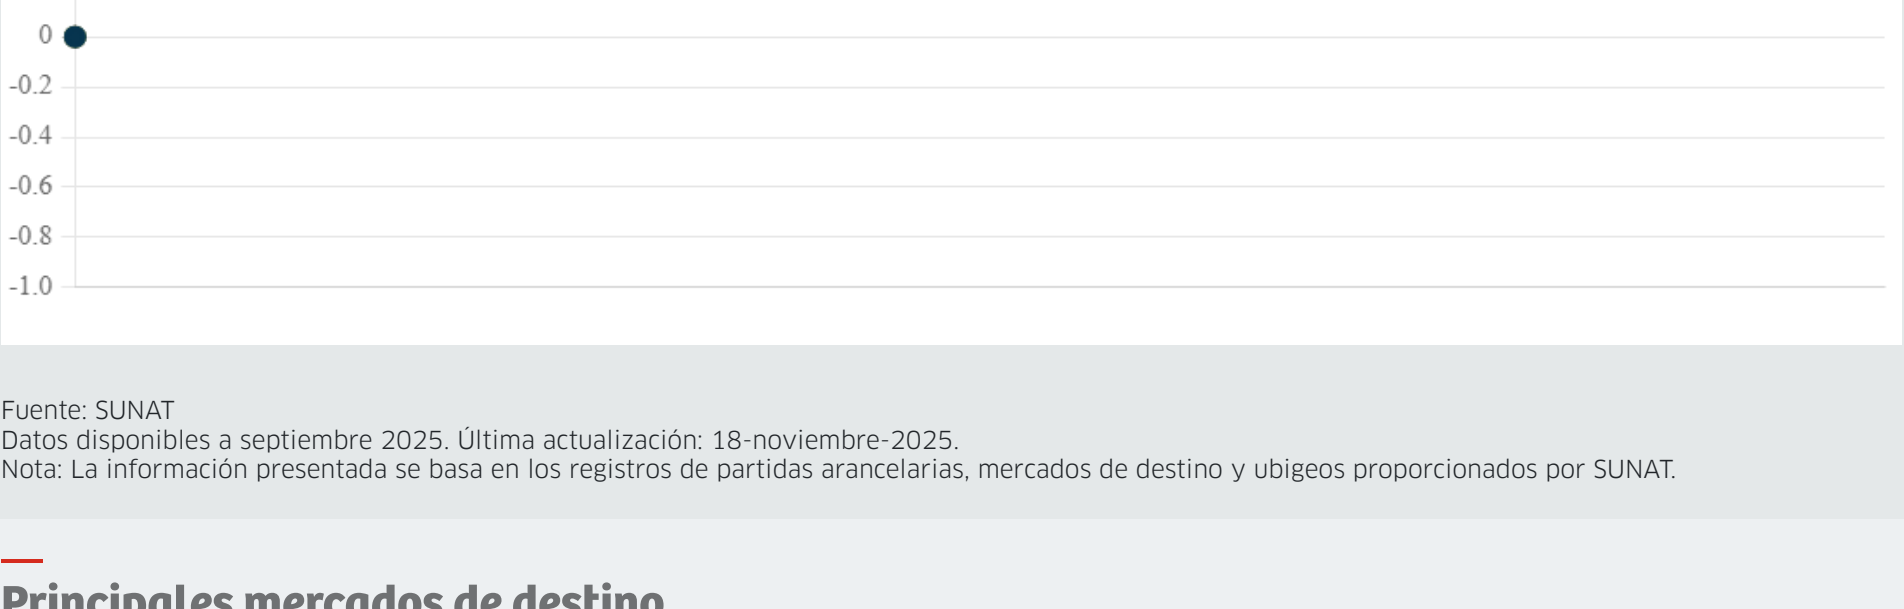 0
-0.2
-0.4
-0.6
-0.8
-1.0
Fuente: SUNAT
Datos disponibles a septiembre 2025. Última actualización: 18-noviembre-2025.
Nota: La información presentada se basa en los registros de partidas arancelarias, mercados de destino y ubigeos proporcionados por SUNAT.
Principales mercados de destino